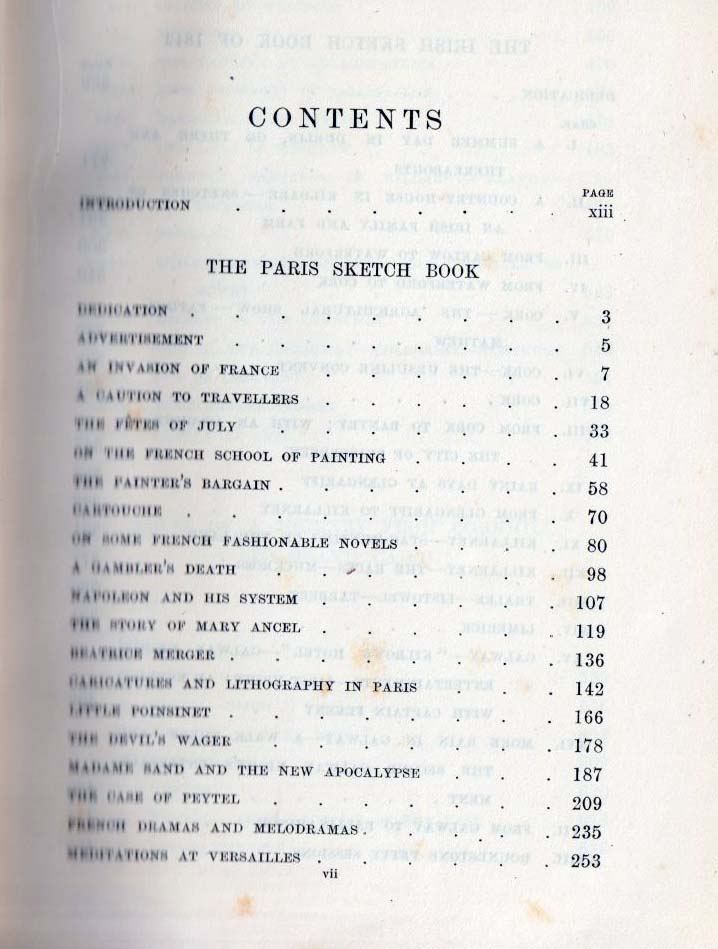 CONTENTS
PAGE
INTRODUCTION . . . . . . . . xiii
THE PARIS SKETCH BOOK
DEDICATION . . . . . . . . . 3
ADVERTISEMENT . . . . . . . . 5
AN INVASION OF FRANCE . . . . . . 7
A CAUTION TO TRAVELLERS . . . . . . 18
THE FÊTES OF JULY . . . . . . . 33
ON THE FRENCH SCHOOL OF PAINTING . . . . 41
THE PAINTER'S BARGAIN . . . . . . . 58
CARTOUCHE . . . . . . . . . 70
ON SOME FRENCH FASHIONABLE NOVELS . . . . 80
A GAMBLER'S DEATH . . . . . . . 98
NAPOLEON AND HIS SYSTEM . . . . . . 107
THE STORY OF MARY ANCEL . . . . . . 119
BEATRICE MERGER . . . . . . . . 136
CARICATURES AND LITHOGRAPHY IN PARIS . . . . 142
LITTLE POINSINET . . . . . . . . 166
THE DEVIL'S WAGER . . . . . . . 178
MADAME SAND AND THE NEW APOCALYPSE . . . 187
THE CASE OF PEYTEL . . . . . . . 209
FRENCH DRAMAS AND MELODRAMAS . . . . . 235
MEDITATIONS AT VERSAILLES . . . . . . 253
vii